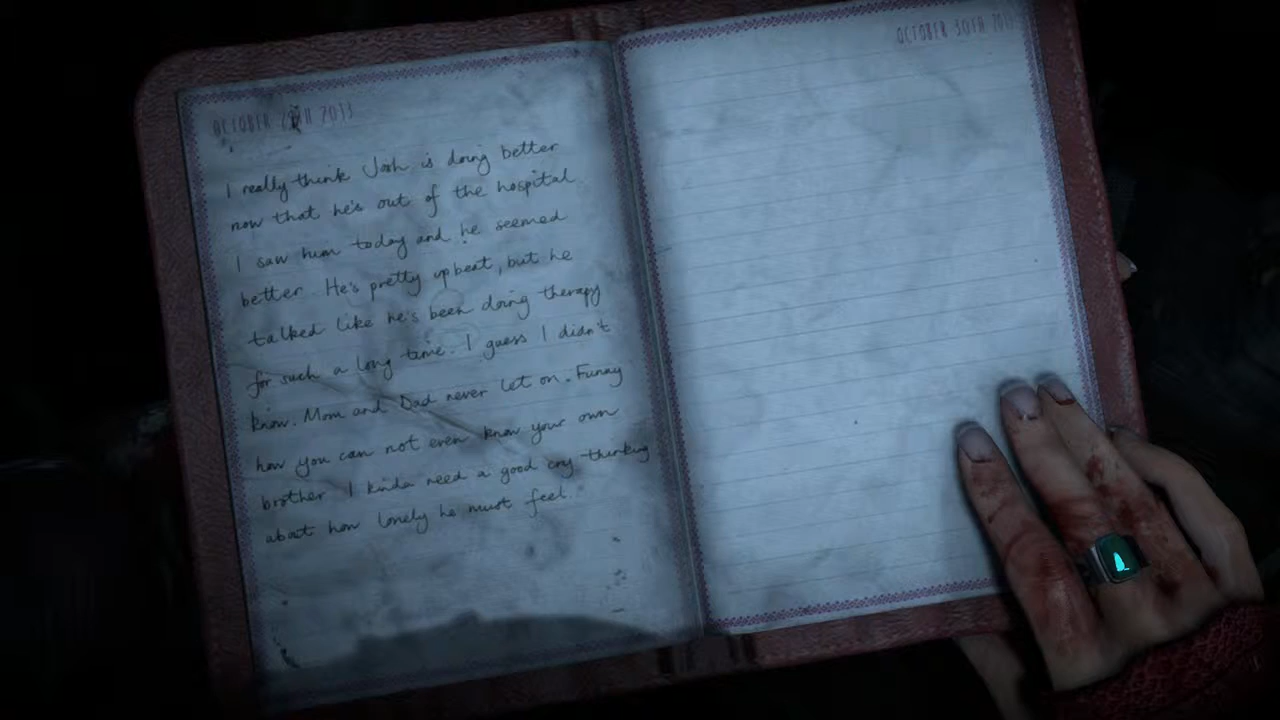 OCTOBER 2013
I really think Josh is doing better
now that he's out of the hospital
I saw him today and he seemed
better. He's pretty upbeat, but he
talked like he's been doing therapy
for such a long time. I guess I didn't
know. Mom and Dad never let on. Funny
how you can not even know your own
brother. I kinda need a good cry thinking
about how lonely he must feel.
OCTOBER 30TH